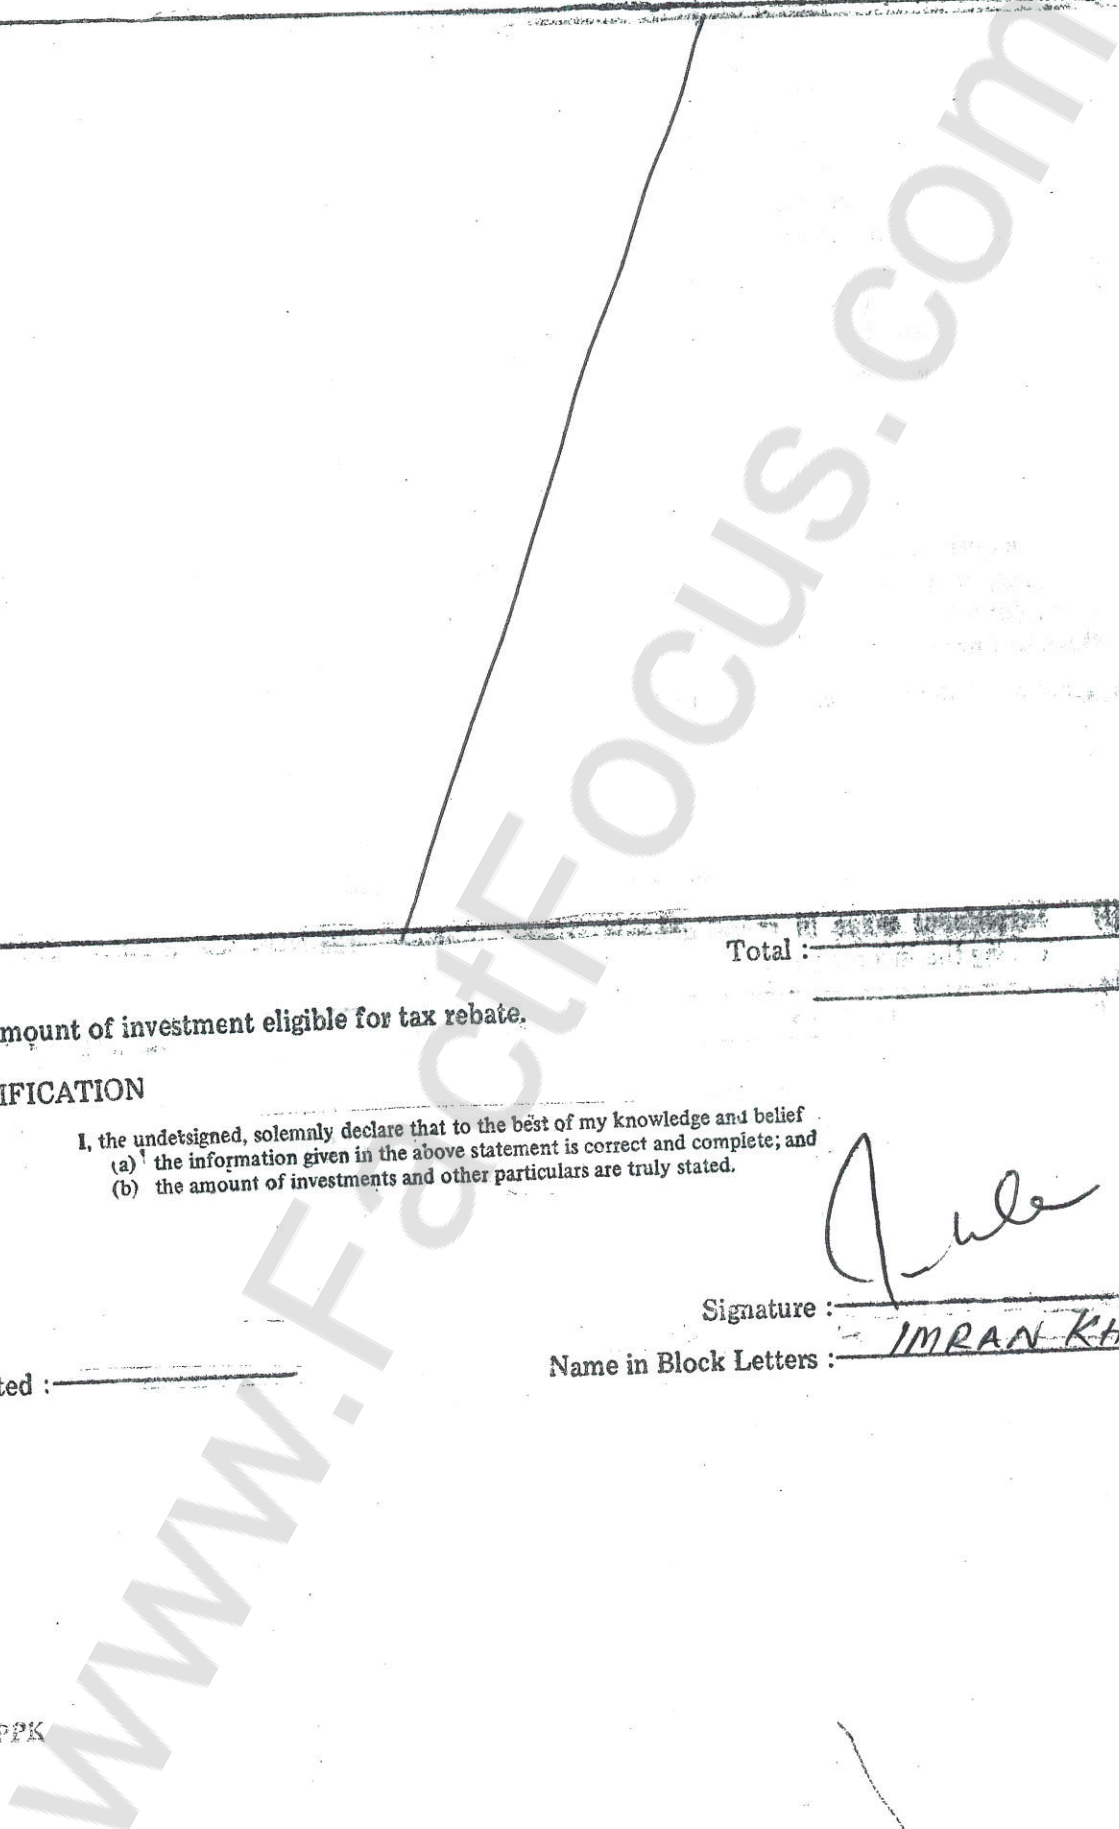 Total :
mount of investment eligible for tax rebate.
IFICATION
I, the undetsigned, solemnly declare that to the best of my knowledge and belief
(a) the information given in the above statement is correct and compiete; and
(b) the amount of investments and other particulars are truly stated.
Signature :
Name in Block Letters : IMRAN KH
ted :
PPK
www.FactFocus.com